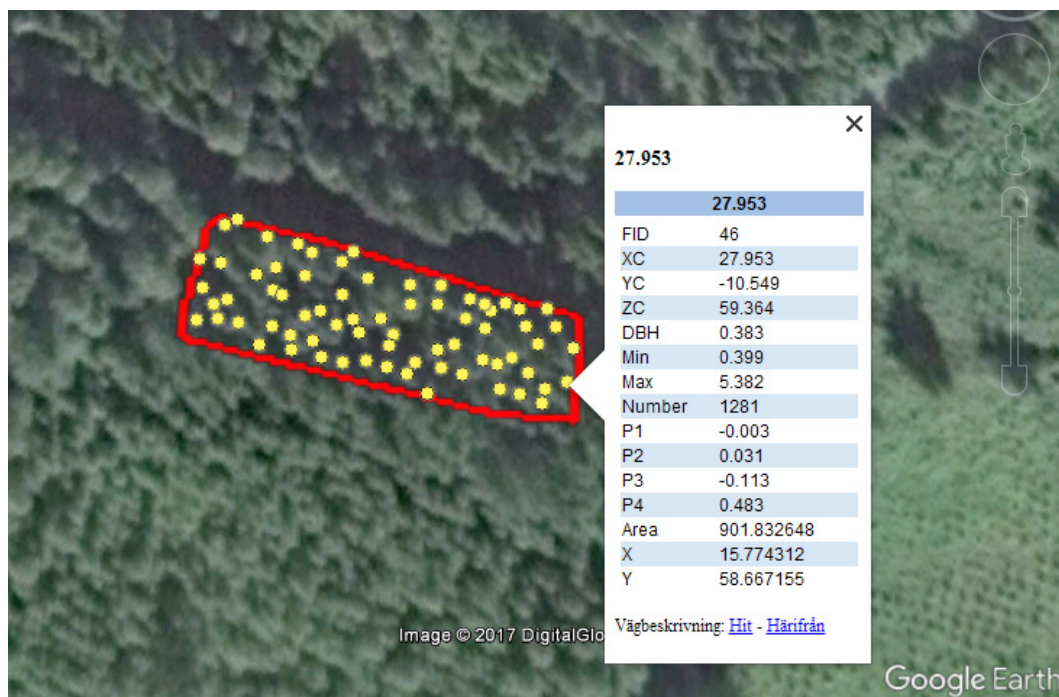 27.953
27.953
FID 46
XC 27.953
YC -10.549
ZC 59.364
DBH 0.383
Min 0.399
Max 5.382
Number 1281
P1 -0.003
P2 0.031
P3 -0.113
P4 0.483
Area 901.832648
X 15.774312
Y 58.667155
Vägbeskrivning: Hit - Härifrån
Image © 2017 DigitalGlo
Google Earth